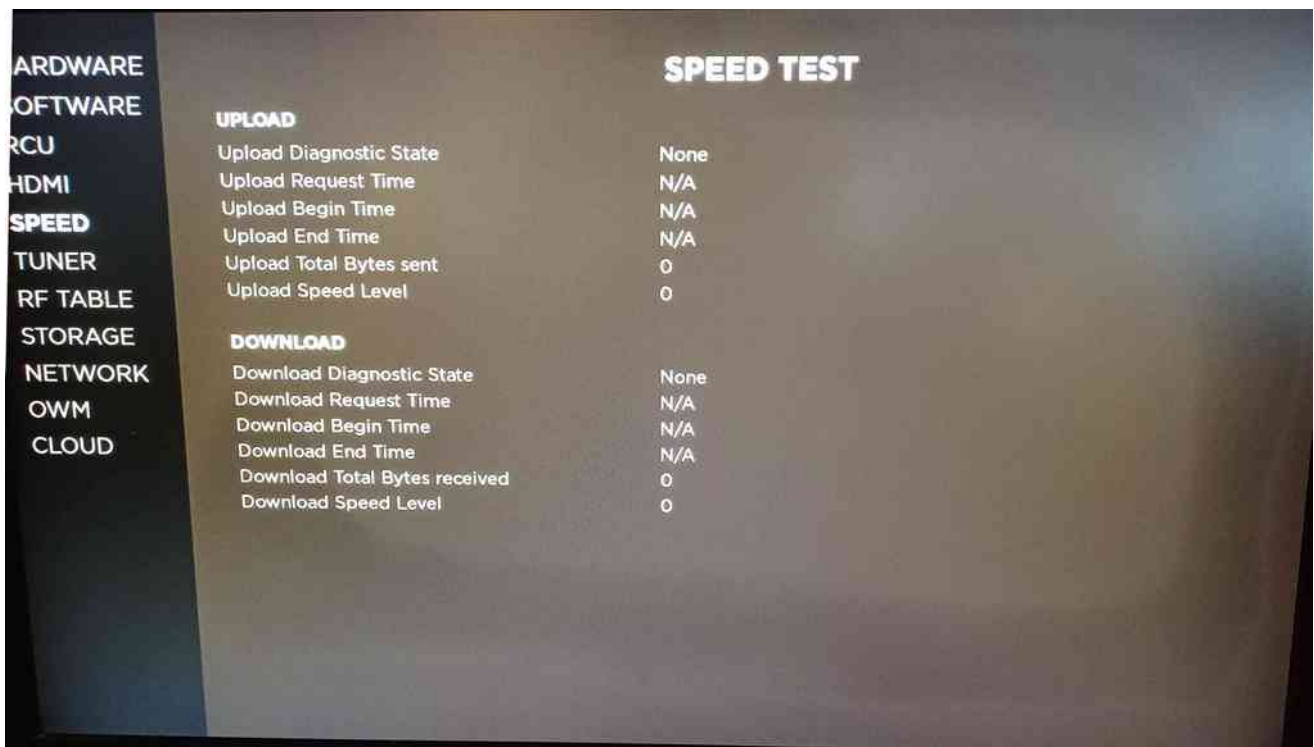 ARDWARE
OFTWARE
RCU
HDMI
SPEED
TUNER
RF TABLE
STORAGE
NETWORK
OWM
CLOUD
SPEED TEST
UPLOAD
Upload Diagnostic State None
Upload Request Time N/A
Upload Begin Time N/A
Upload End Time N/A
Upload Total Bytes sent 0
Upload Speed Level 0
DOWNLOAD
Download Diagnostic State None
Download Request Time N/A
Download Begin Time N/A
Download End Time N/A
Download Total Bytes received 0
Download Speed Level 0